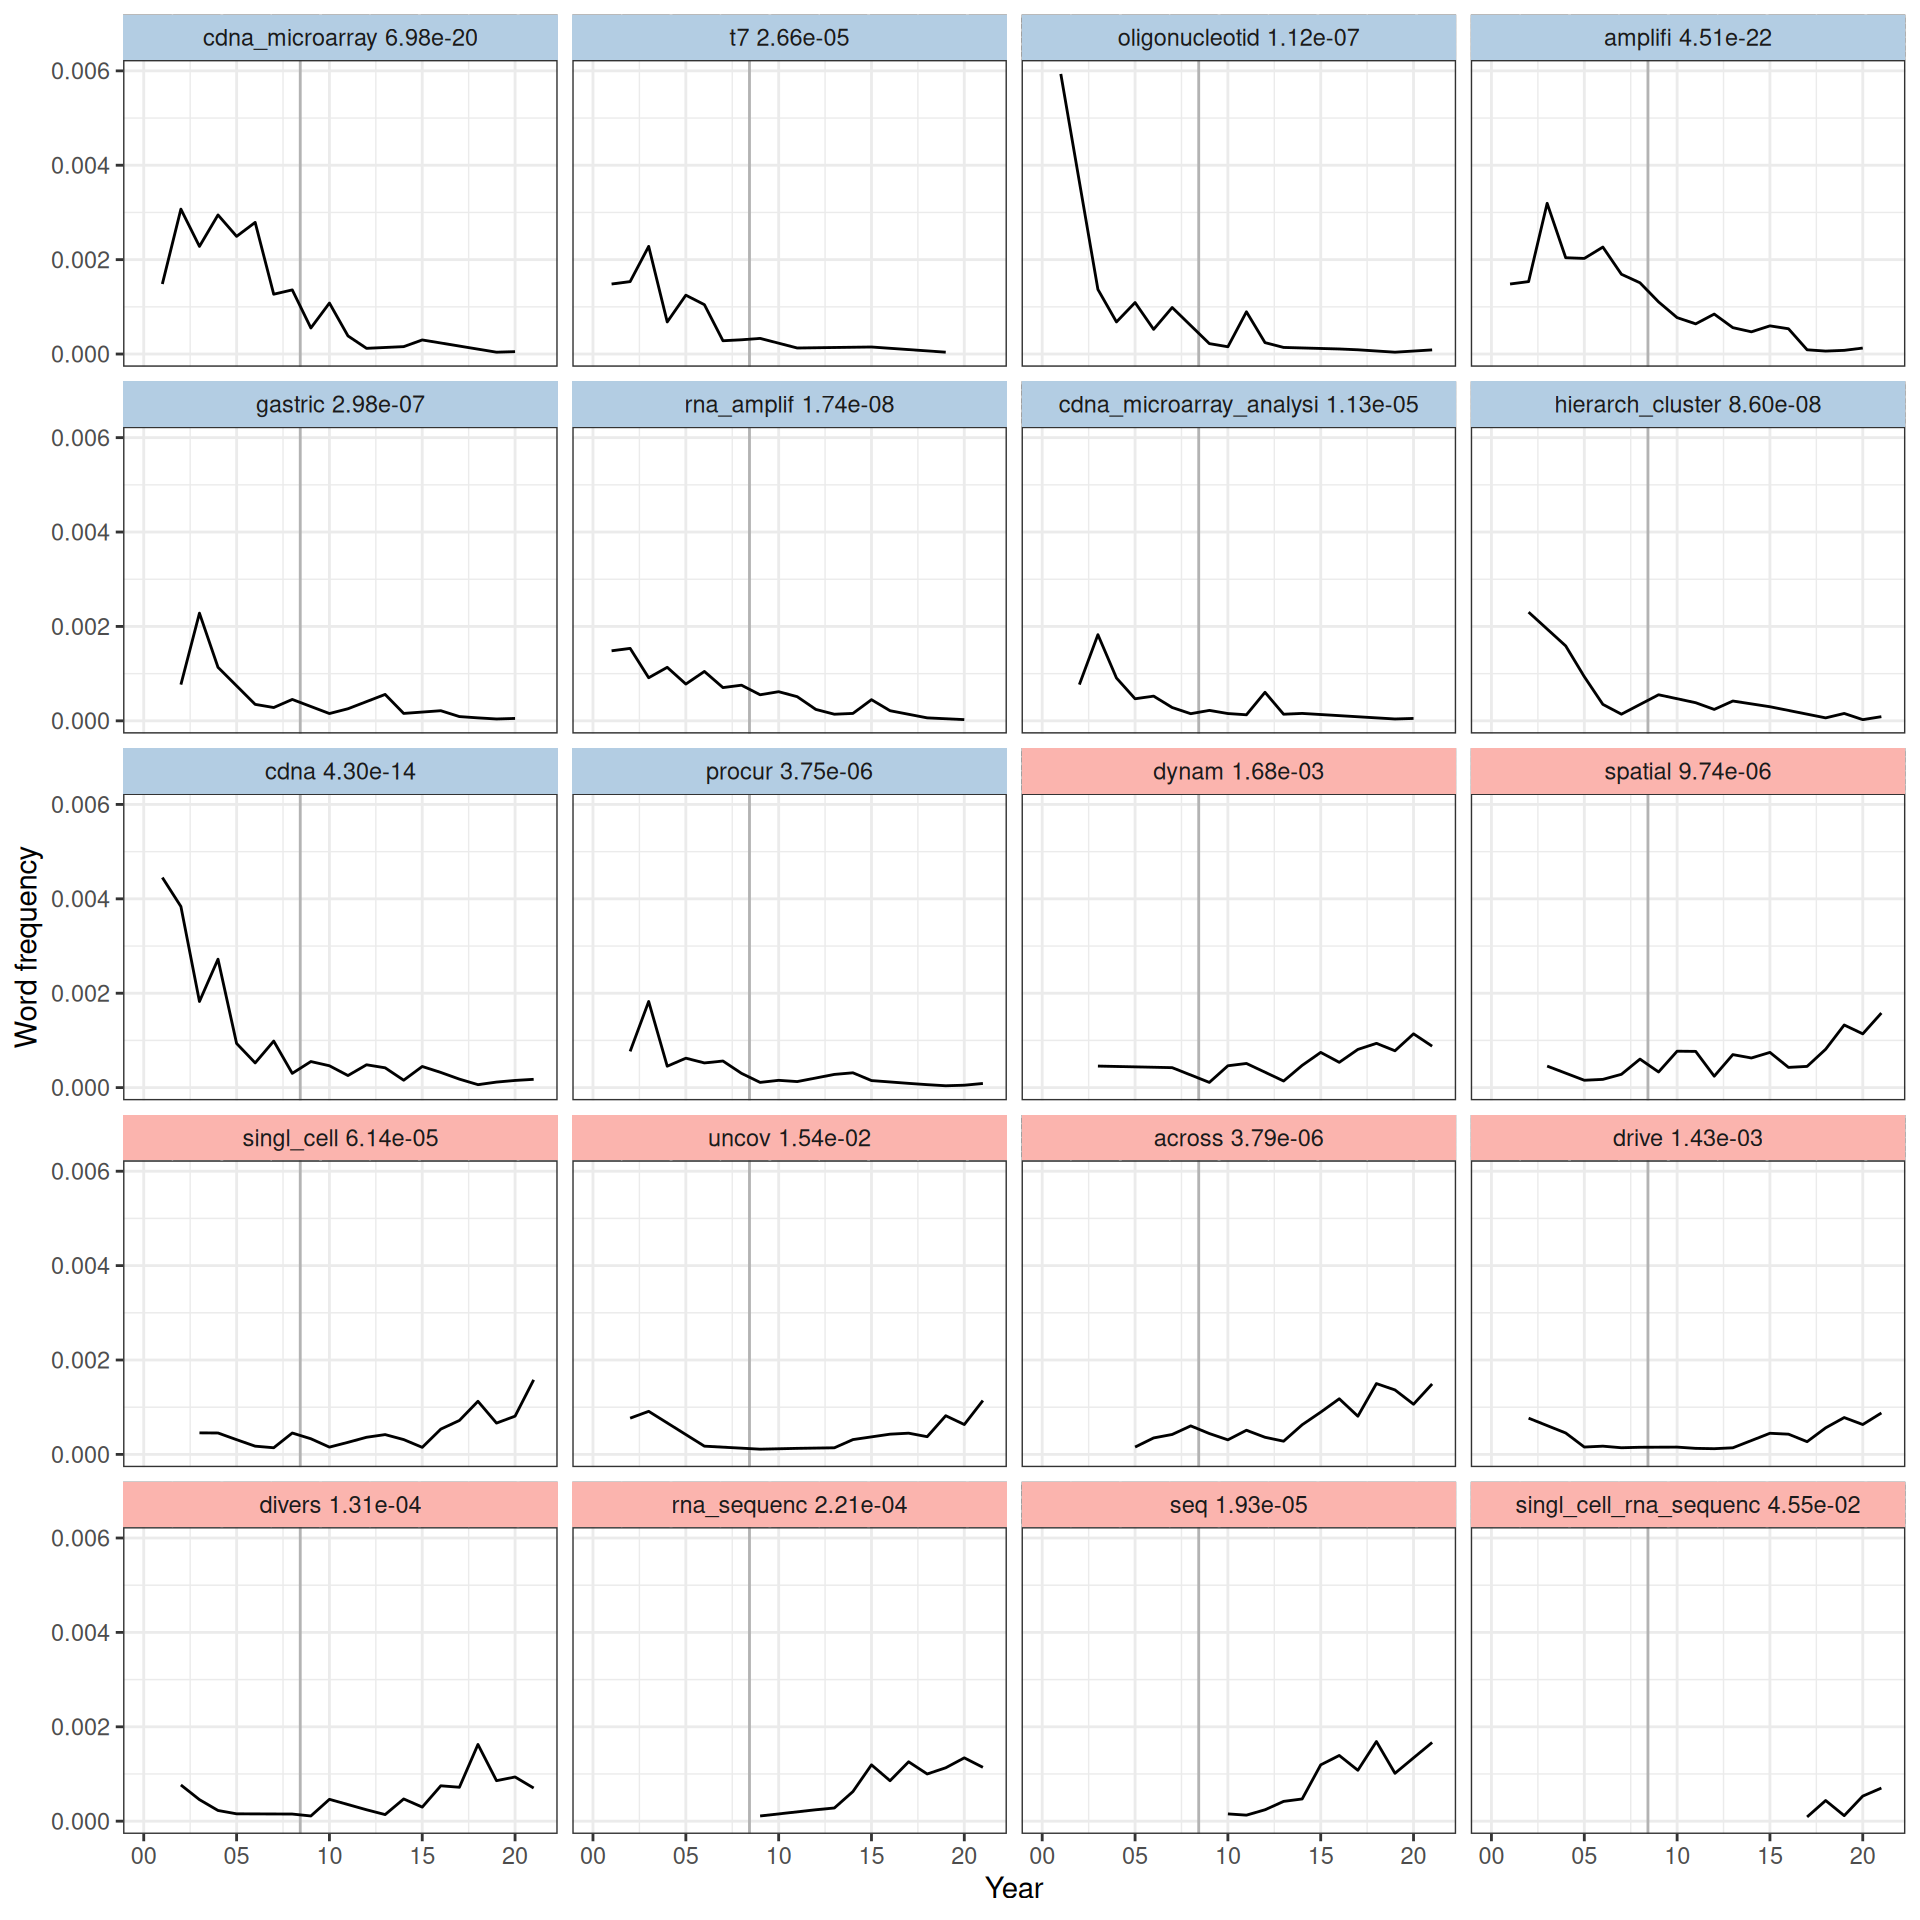 cdna_microarray 6.98e-20
t7 2.66e-05
oligonucleotid 1.12e-07
amplifi 4.51e-22
0.006
0.004
0.002
0.000
gastric 2.98e-07
rna_amplif 1.74e-08
cdna_microarray_analysi 1.13e-05
hierarch_cluster 8.60e-08
0.006
0.004
0.002
0.000
cdna 4.30e-14
procur 3.75e-06
dynam 1.68e-03
spatial 9.74e-06
0.006
0.004
0.002
0.000
Word frequency
singl_cell 6.14e-05
uncov 1.54e-02
across 3.79e-06
drive 1.43e-03
0.006
0.004
0.002
0.000
divers 1.31e-04
rna_sequenc 2.21e-04
seq 1.93e-05
singl_cell_rna_sequenc 4.55e-02
0.006
0.004
0.002
0.000
00 05 10 15 20
00 05 10 15 20
00 05 10 15 20
00 05 10 15 20
Year